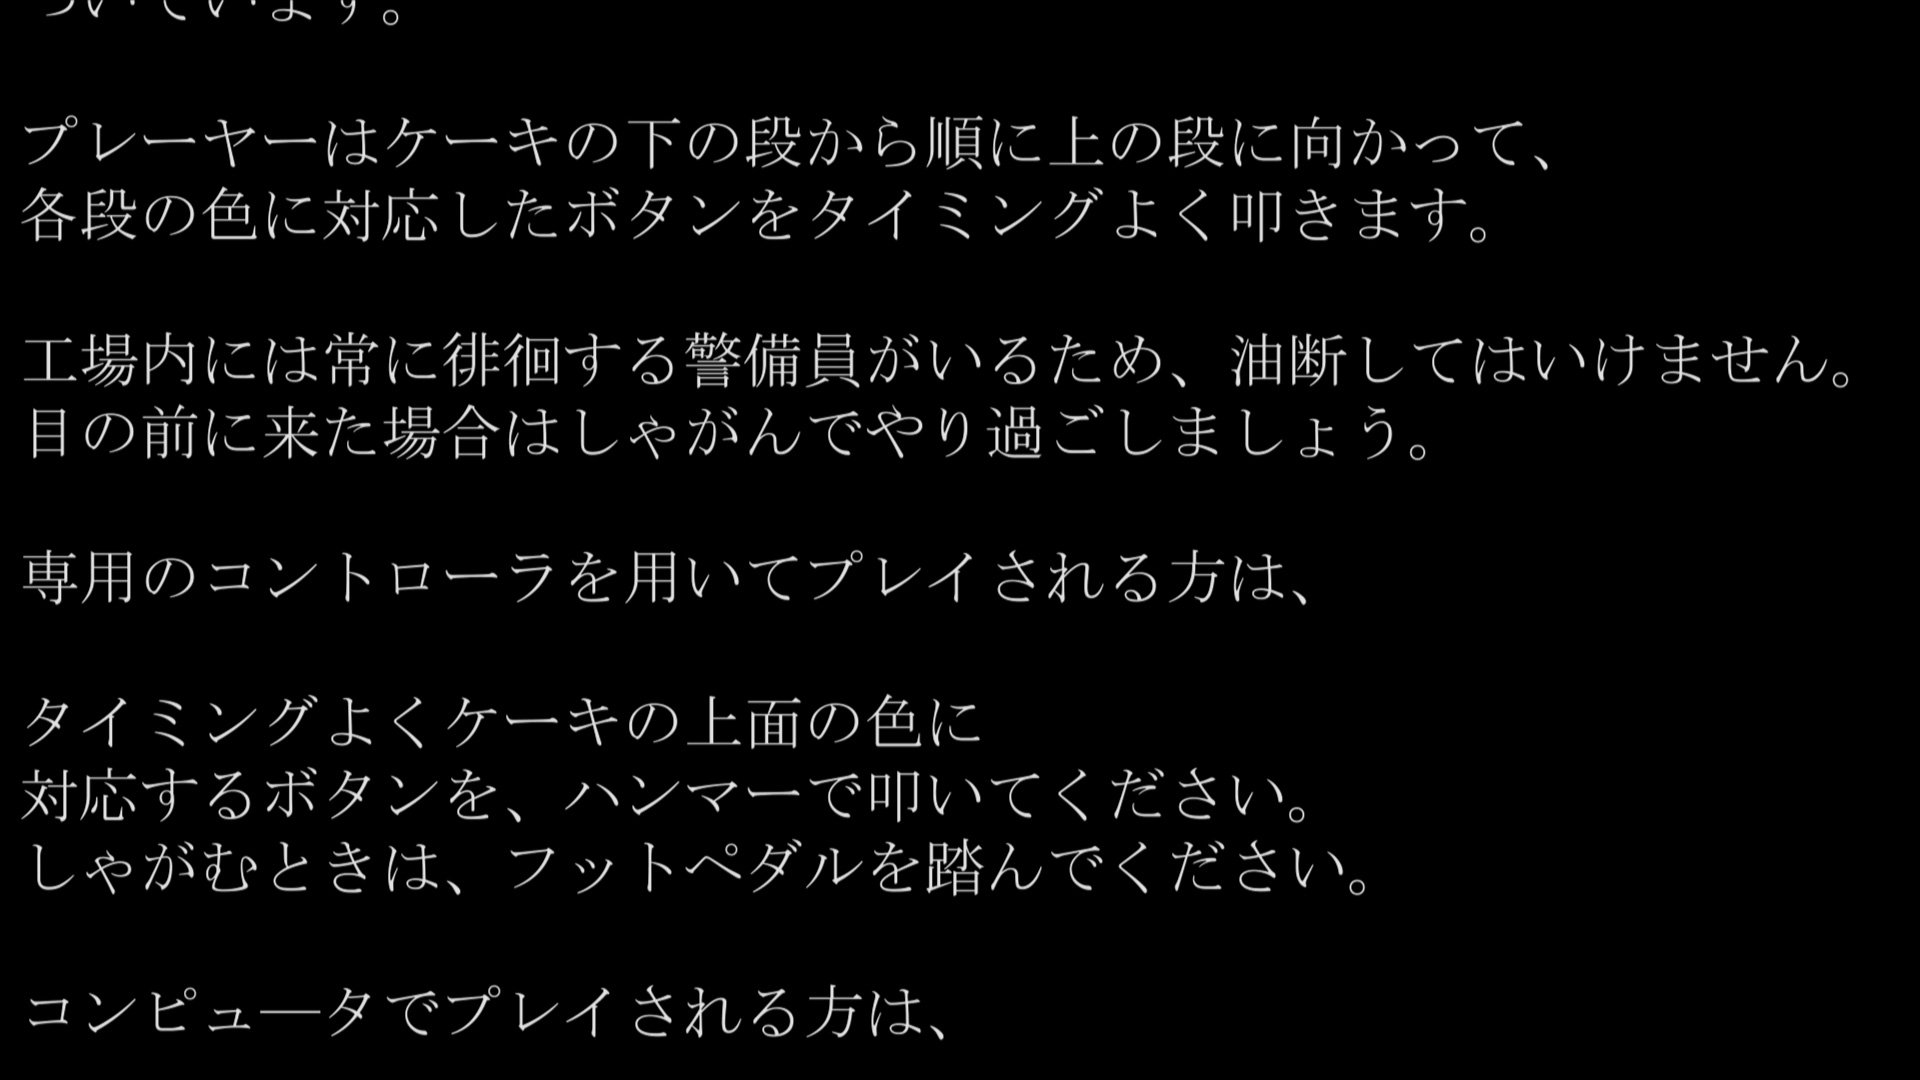 ついています。
プレーヤーはケーキの下の段から順に上の段に向かって、
各段の色に対応したボタンをタイミングよく叩きます。
工場内には常に徘徊する警備員がいるため、油断してはいけません。
目の前に来た場合はしゃがんでやり過ごしましょう。
専用のコントローラを用いてプレイされる方は、
タイミングよくケーキの上面の色に
対応するボタンを、ハンマーで叩いてください。
しゃがむときは、フットペダルを踏んでください。
コンピュ―タでプレイされる方は、